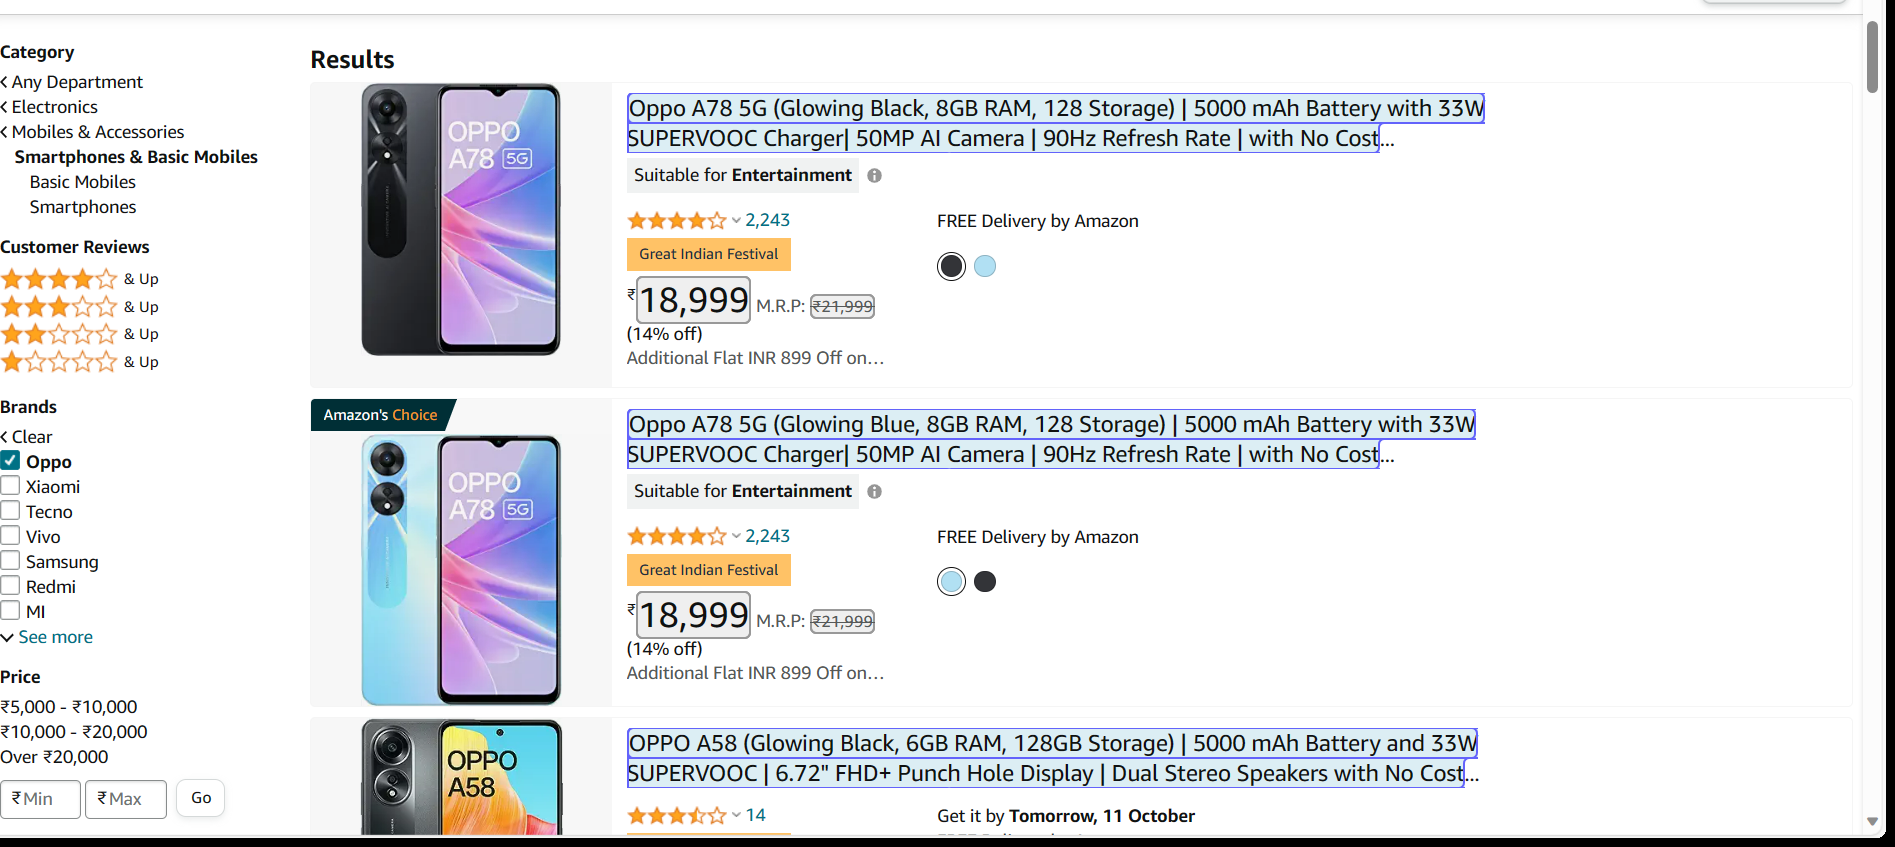 Category
Any Department
Electronics
Mobiles & Accessories
Smartphones & Basic Mobiles
Basic Mobiles
Smartphones
Customer Reviews
& Up
& Up
& Up
& Up
Brands
Clear
Oppo
Xiaomi
Tecno
Vivo
Samsung
Redmi
MI
See more
Price
₹5,000 - ₹10,000
₹10,000 - ₹20,000
Over ₹20,000
₹ Min ₹ Max Go
Results
OPPO
A78 5G
Oppo A78 5G (Glowing Black, 8GB RAM, 128 Storage) | 5000 mAh Battery with 33W
SUPERVOOC Charger| 50MP AI Camera | 90Hz Refresh Rate | with No Cost...
Suitable for Entertainment
2,243
Great Indian Festival
₹18,999 M.R.P: ₹21,999
(14% off)
Additional Flat INR 899 Off on…
FREE Delivery by Amazon
Amazon's Choice
OPPO
A78 5G
Oppo A78 5G (Glowing Blue, 8GB RAM, 128 Storage) | 5000 mAh Battery with 33W
SUPERVOOC Charger| 50MP AI Camera | 90Hz Refresh Rate | with No Cost...
Suitable for Entertainment
2,243
Great Indian Festival
₹18,999 M.R.P: ₹21,999
(14% off)
Additional Flat INR 899 Off on…
FREE Delivery by Amazon
OPPO
A58
OPPO A58 (Glowing Black, 6GB RAM, 128GB Storage) | 5000 mAh Battery and 33W
SUPERVOOC | 6.72" FHD+ Punch Hole Display | Dual Stereo Speakers with No Cost...
14
Get it by Tomorrow, 11 October